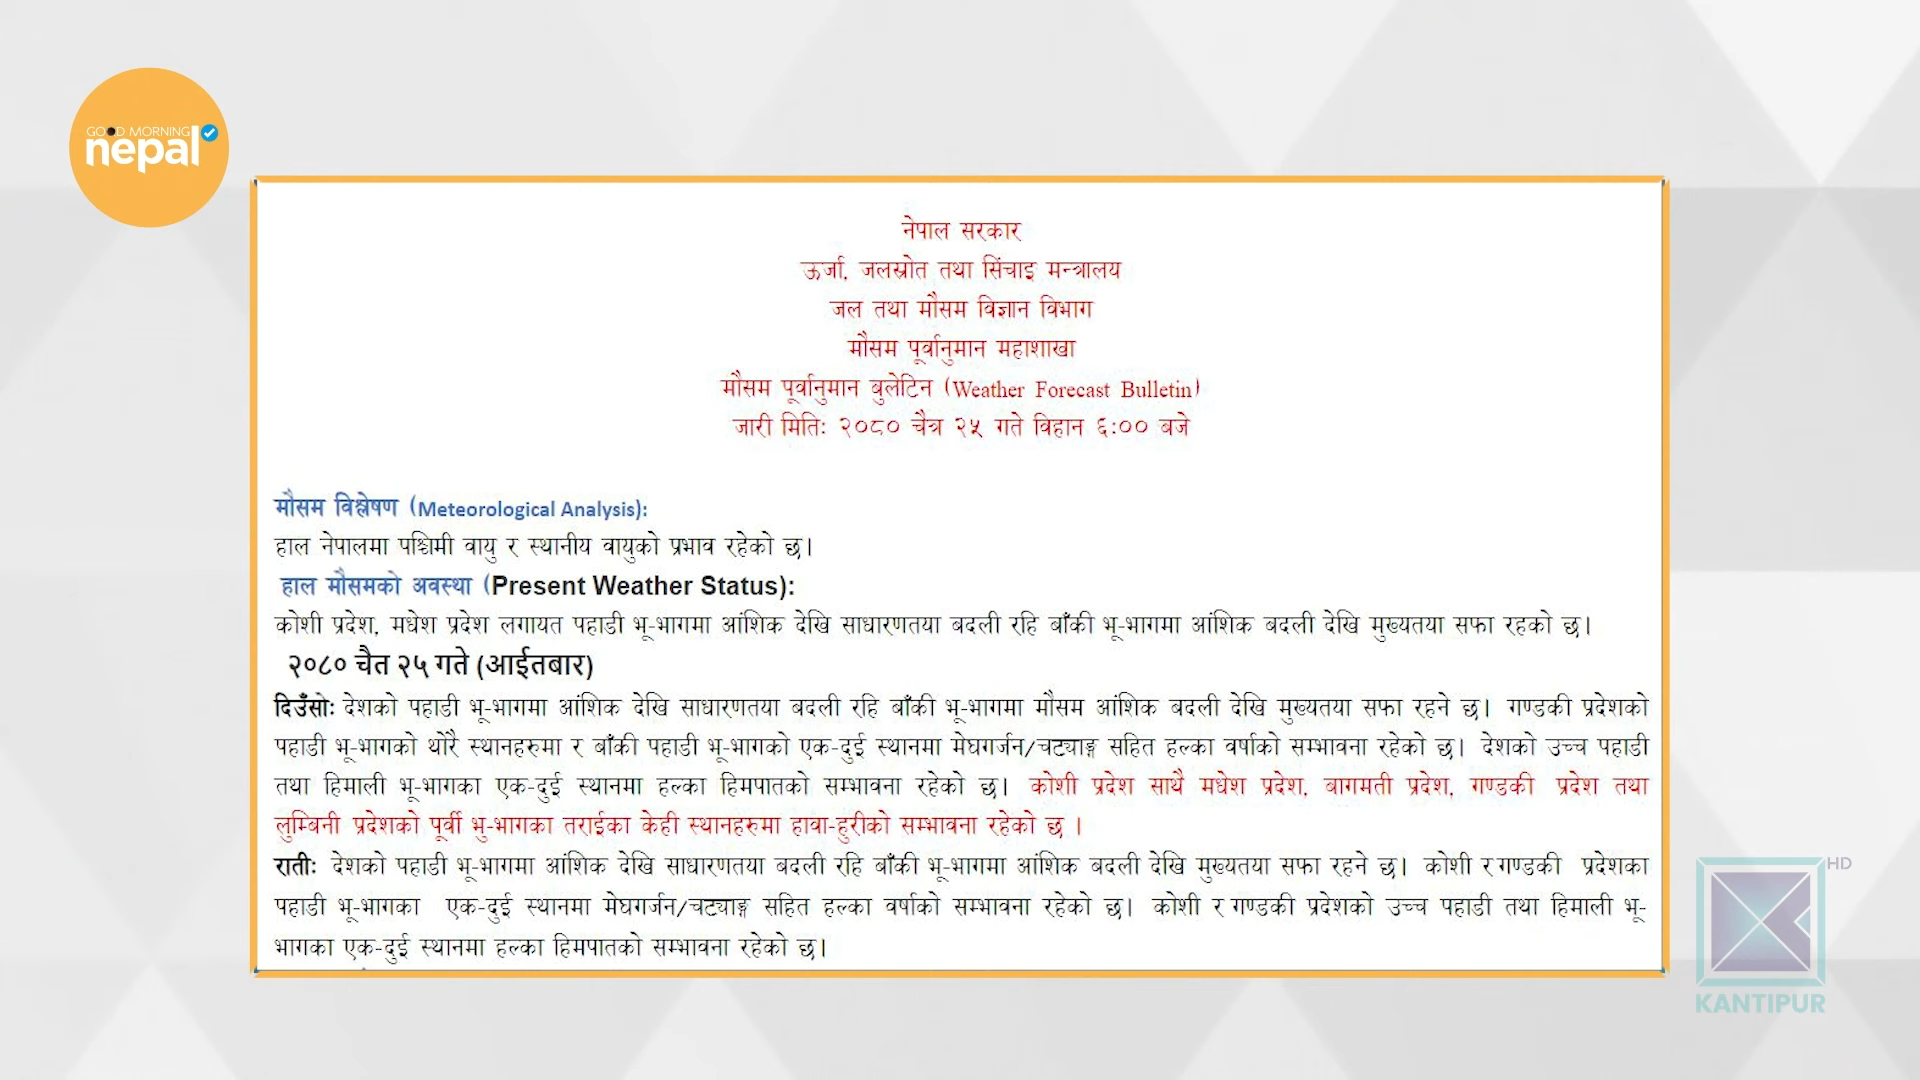 GOOD MORNING
nepal
नेपाल सरकार
ऊर्जा, जलस्रोत तथा सिंचाइ मन्त्रालय
जल तथा मौसम विज्ञान विभाग
मौसम पूर्वानुमान महाशाखा
मौसम पूर्वानुमान बुलेटिन (Weather Forecast Bulletin)
जारी मितिः २०८० चैत्र २५ गते विहान ६:०० बजे
मौसम विश्लेषण (Meteorological Analysis):
हाल नेपालमा पश्चिमी वायु र स्थानीय वायुको प्रभाव रहेको छ।
हाल मौसमको अवस्था (Present Weather Status):
कोशी प्रदेश, मधेश प्रदेश लगायत पहाडी भू-भागमा आंशिक देखि साधारणतया बदली रहि बाँकी भू-भागमा आंशिक बदली देखि मुख्यतया सफा रहको छ।
२०८० चैत २५ गते (आईतबार)
दिउँसोः देशको पहाडी भू-भागमा आंशिक देखि साधारणतया बदली रहि बाँकी भू-भागमा मौसम आंशिक बदली देखि मुख्यतया सफा रहने छ। गण्डकी प्रदेशको
पहाडी भू-भागको थोरै स्थानहरुमा र बाँकी पहाडी भू-भागको एक-दुई स्थानमा मेघगर्जन/चट्याङ्ग सहित हल्का वर्षाको सम्भावना रहेको छ। देशको उच्च पहाडी
तथा हिमाली भू-भागका एक-दुई स्थानमा हल्का हिमपातको सम्भावना रहेको छ। कोशी प्रदेश साथै मधेश प्रदेश, बागमती प्रदेश, गण्डकी प्रदेश तथा
लुम्बिनी प्रदेशको पूर्वी भु-भागका तराईका केही स्थानहरुमा हावा-हुरीको सम्भावना रहेको छ ।
रातीः देशको पहाडी भू-भागमा आंशिक देखि साधारणतया बदली रहि बाँकी भू-भागमा आंशिक बदली देखि मुख्यतया सफा रहने छ। कोशी र गण्डकी प्रदेशका
पहाडी भू-भागका एक-दुई स्थानमा मेघगर्जन/चट्याङ्ग सहित हल्का वर्षाको सम्भावना रहेको छ। कोशी र गण्डकी प्रदेशको उच्च पहाडी तथा हिमाली भू-
भागका एक-दुई स्थानमा हल्का हिमपातको सम्भावना रहेको छ।
HD
KANTIPUR